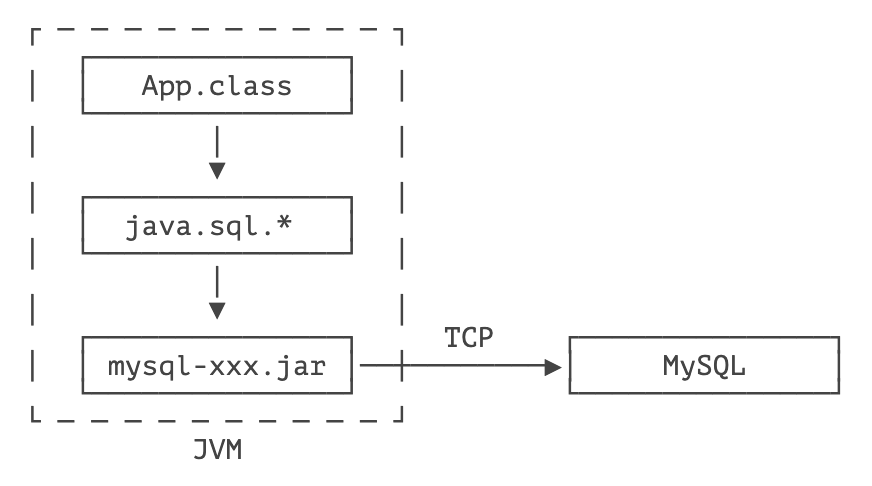 App.class
java.sql.*
TCP
mysql-xxx.jar
MySQL
JVM